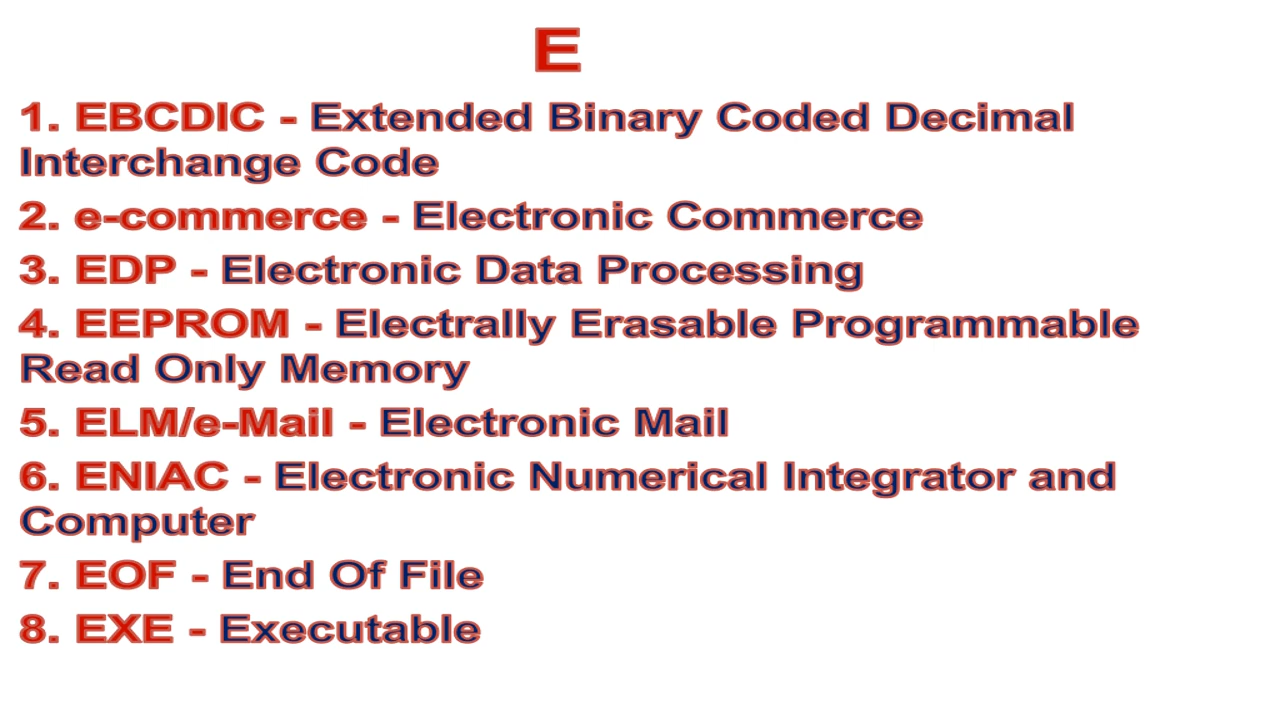 E
1. EBCDIC - Extended Binary Coded Decimal
Interchange Code
2. e-commerce - Electronic Commerce
3. EDP - Electronic Data Processing
4. EEPROM - Electrally Erasable Programmable
Read Only Memory
5. ELM/e-Mail - Electronic Mail
6. ENIAC - Electronic Numerical Integrator and
Computer
7. EOF - End Of File
8. EXE - Executable